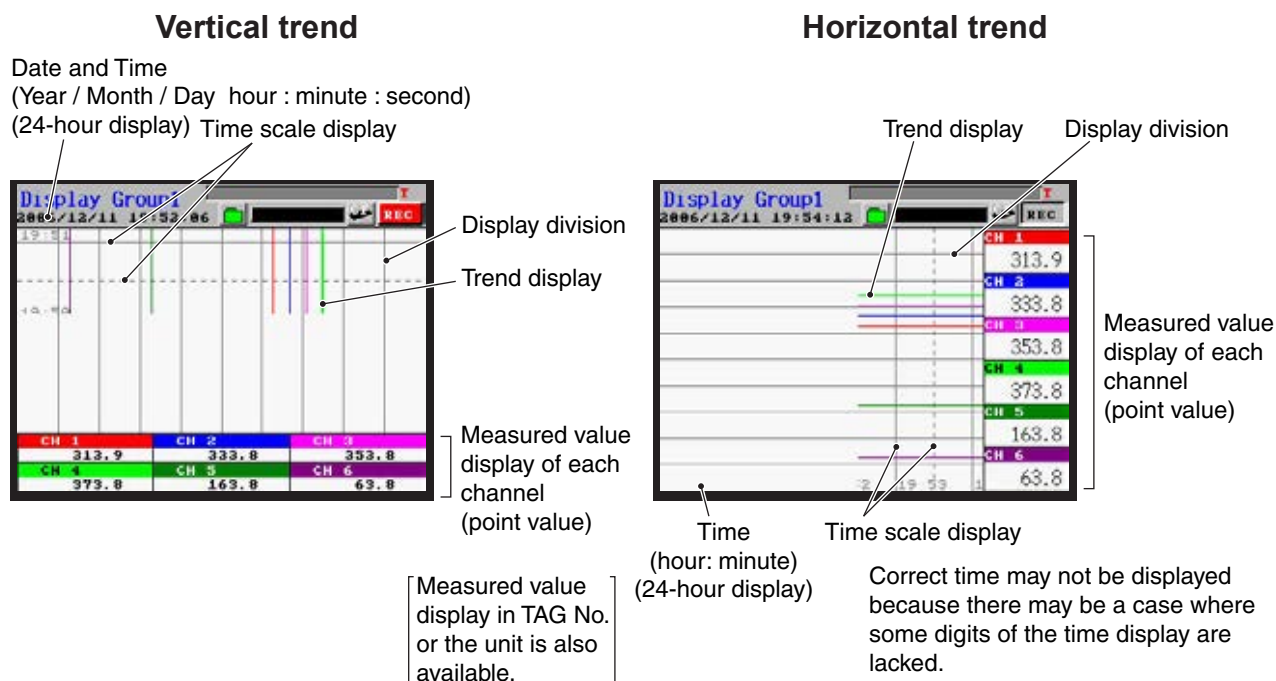 Vertical trend
Horizontal trend
Date and Time
(Year / Month / Day hour : minute : second)
(24-hour display)
Time scale display
Display Group1
2006/12/11 19:52:06
T
REC
19:51
Display division
Trend display
CH 1
CH 2
CH 3
313.9
333.8
353.8
CH 4
CH 5
CH 6
373.8
163.8
63.8
Measured value
display of each
channel
(point value)
Measured value
display in TAG No.
or the unit is also
available.
Trend display
Display division
Display Group1
2006/12/11 19:54:12
T
REC
CH 1
313.9
CH 2
333.8
CH 3
353.8
CH 4
373.8
CH 5
163.8
CH 6
63.8
19 53
Measured value
display of each
channel
(point value)
Time
(hour: minute)
(24-hour display)
Time scale display
Correct time may not be displayed
because there may be a case where
some digits of the time display are
lacked.